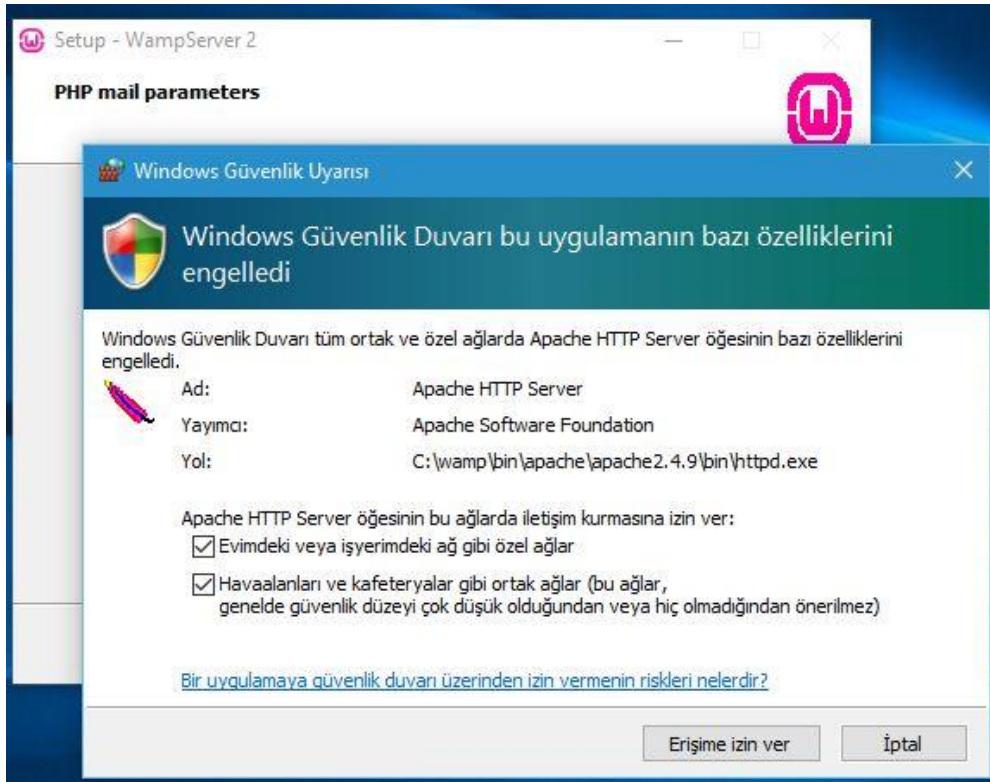 Setup - WampServer 2
PHP mail parameters
Windows Güvenlik Uyarısı
Windows Güvenlik Duvarı bu uygulamanın bazı özelliklerini
engelledi
Windows Güvenlik Duvarı tüm ortak ve özel ağlarda Apache HTTP Server öğesinin bazı özelliklerini
engelledi.
Ad: Apache HTTP Server
Yayımcı: Apache Software Foundation
Yol: C:\wamp\bin\apache\apache2.4.9\bin\httpd.exe
Apache HTTP Server öğesinin bu ağlarda iletişim kurmasına izin ver:
Evimdeki veya işyerimdeki ağ gibi özel ağlar
Havaalanları ve kafeteryalar gibi ortak ağlar (bu ağlar,
genelde güvenlik düzeyi çok düşük olduğundan veya hiç olmadığından önerilmez)
Bir uygulamaya güvenlik duvarı üzerinden izin vermenin riskleri nelerdir?
Erişime izin ver İptal